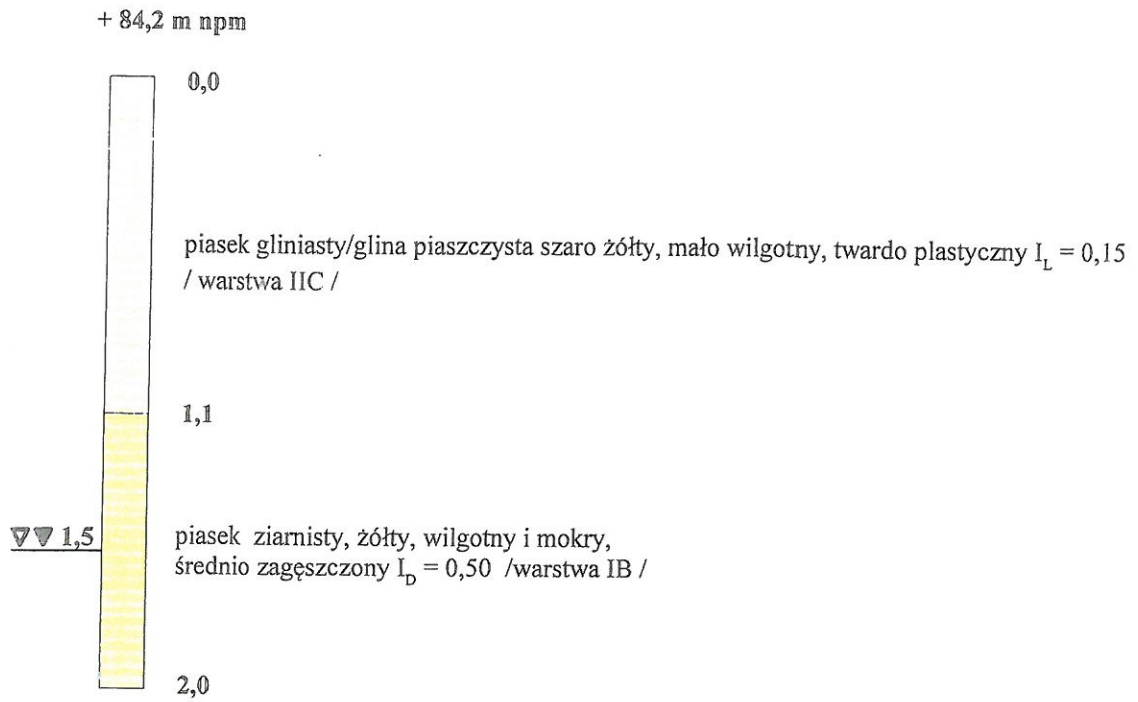 + 84,2 m npm
0,0
piasek gliniasty/glina piaszczysta szaro żółty, mało wilgotny, twardo plastyczny I_L = 0,15
/ warstwa IIC /
1,1
1,5
piasek ziarnisty, żółty, wilgotny i mokry,
średnio zagęszczony I_D = 0,50 /warstwa IB /
2,0